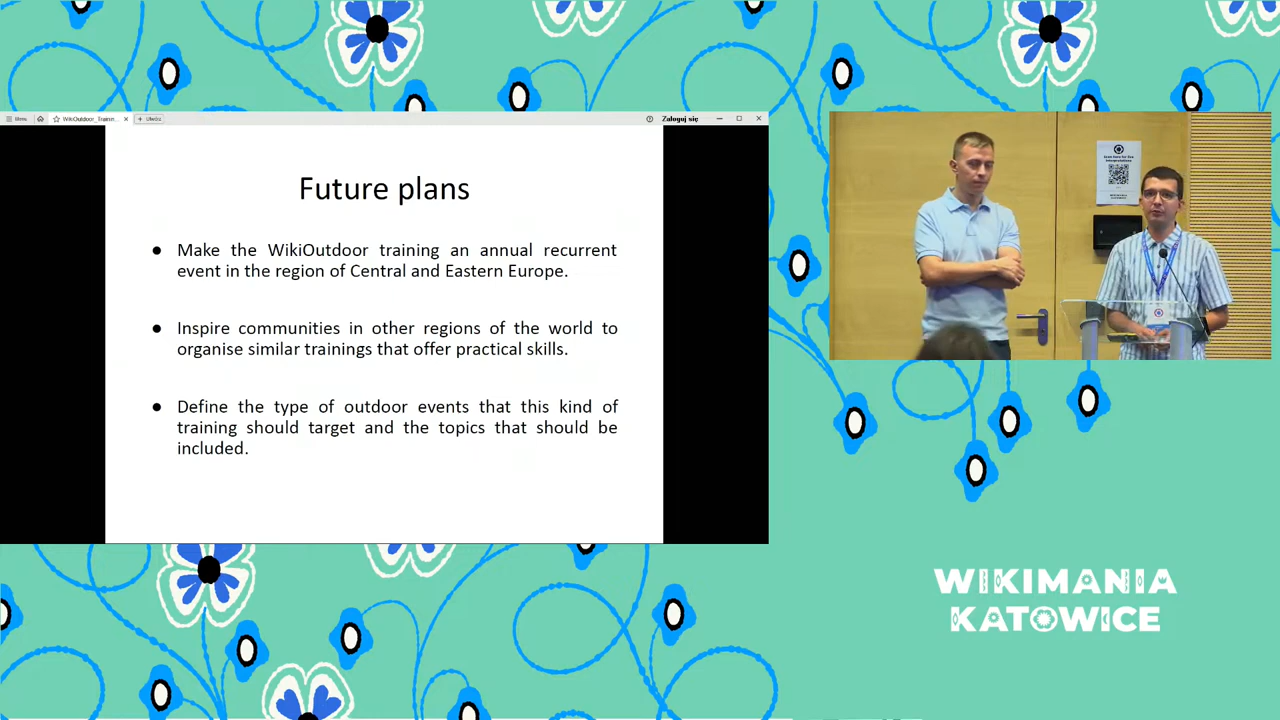 Menu
WikiOutdoor_Trainin...
Utwórz
Zaloguj się
Future plans
● Make the WikiOutdoor training an annual recurrent
event in the region of Central and Eastern Europe.
● Inspire communities in other regions of the world to
organise similar trainings that offer practical skills.
● Define the type of outdoor events that this kind of
training should target and the topics that should be
included.
WIKIMANIA
KATOWICE